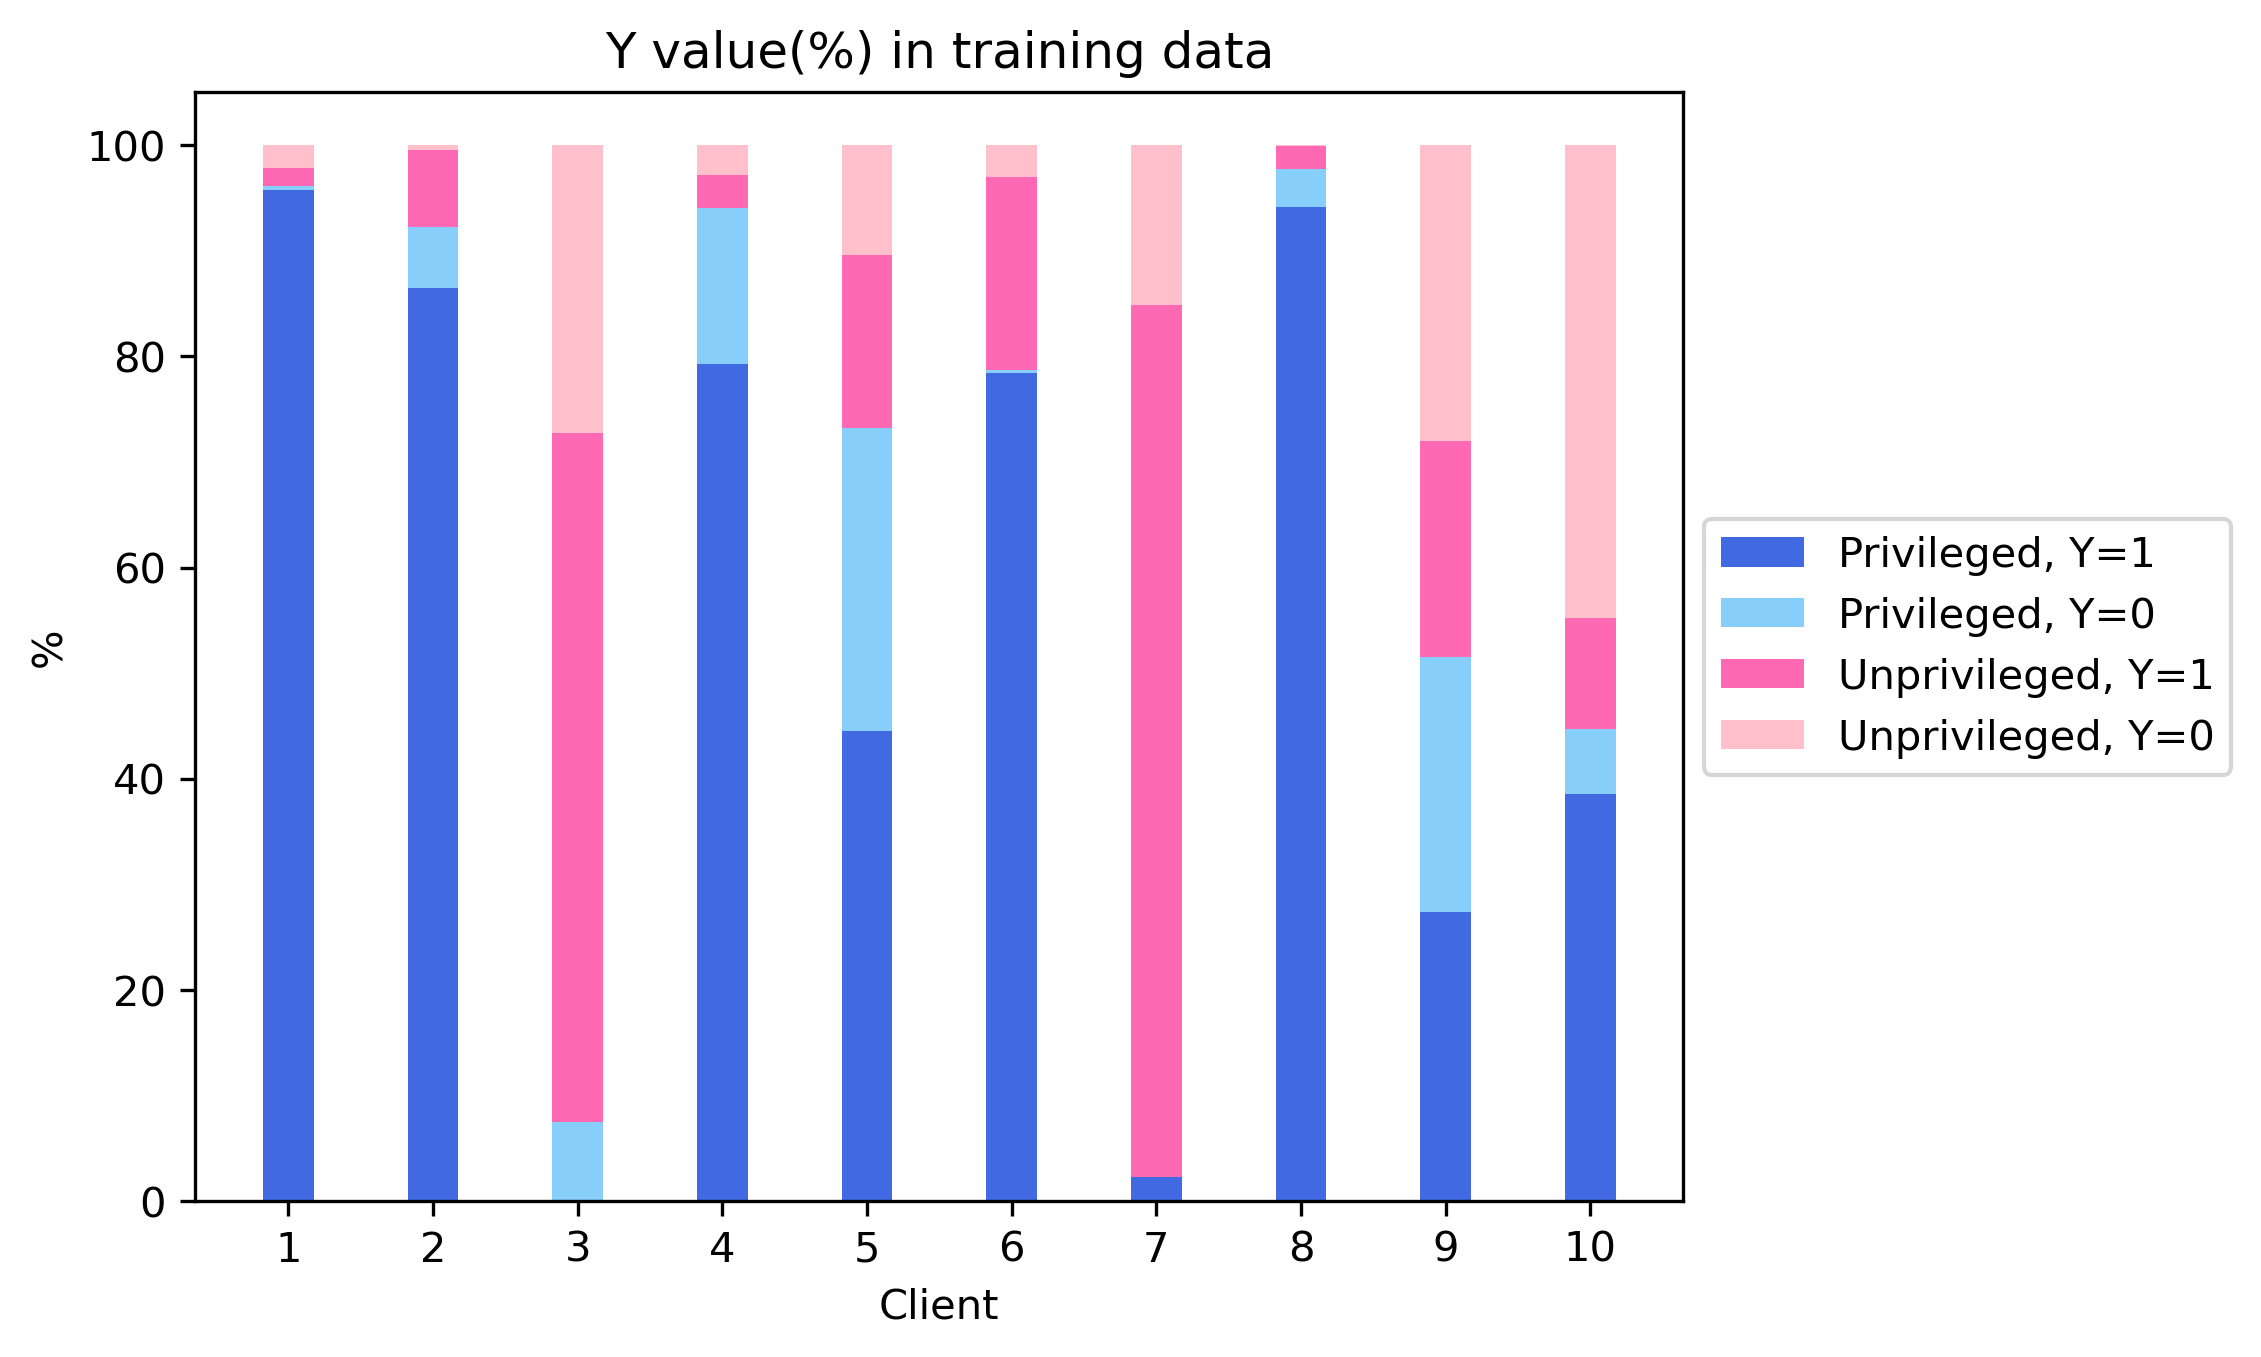 Y value(%) in training data
100
80
60
40
20
0
%
1 2 3 4 5 6 7 8 9 10
Client
Privileged, Y=1
Privileged, Y=0
Unprivileged, Y=1
Unprivileged, Y=0